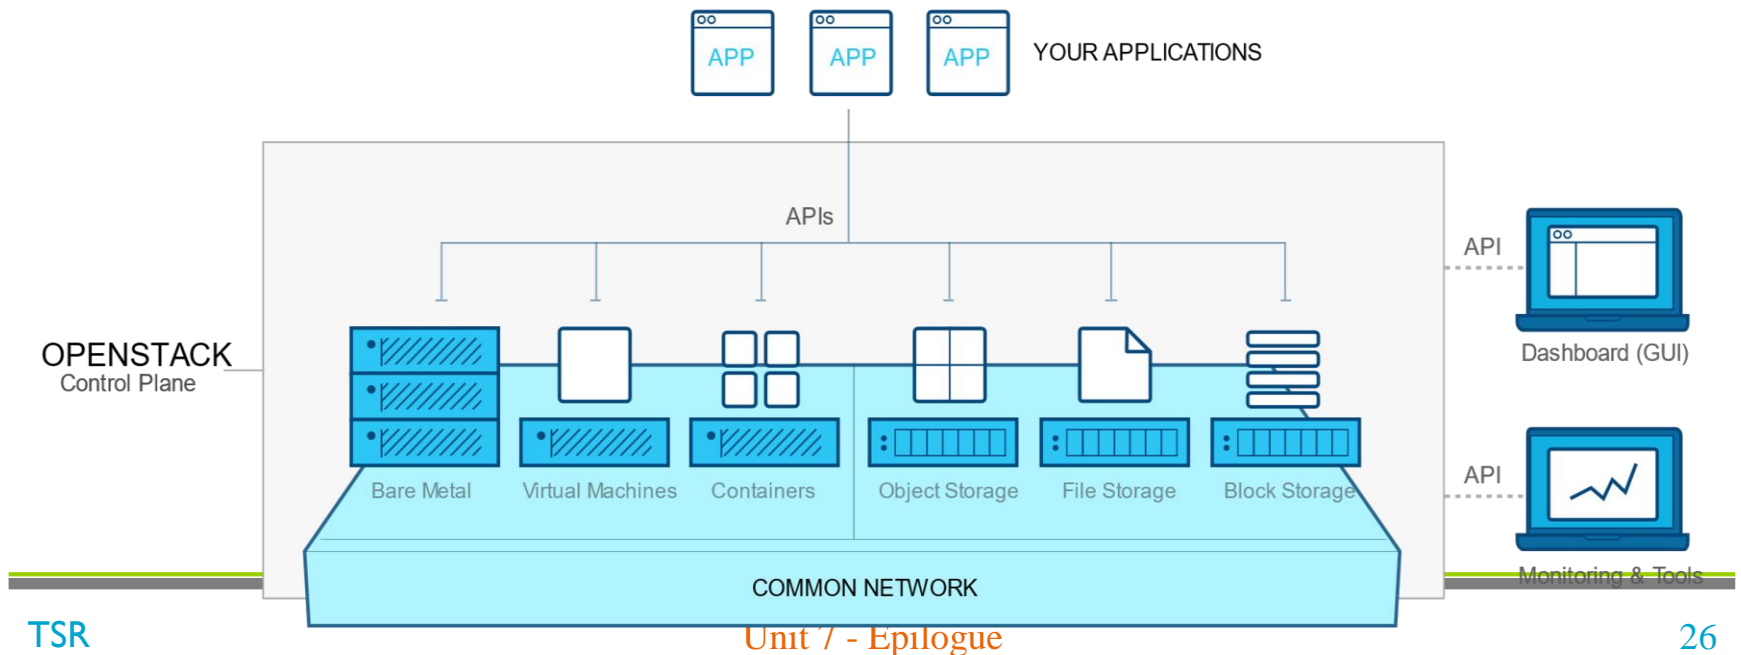 APP
APP
APP
YOUR APPLICATIONS
APIs
API
OPENSTACK
Control Plane
Dashboard (GUI)
API
Bare Metal
Virtual Machines
Containers
Object Storage
File Storage
Block Storage
Monitoring & Tools
COMMON NETWORK
TSR
Unit 7 - Epilogue
26